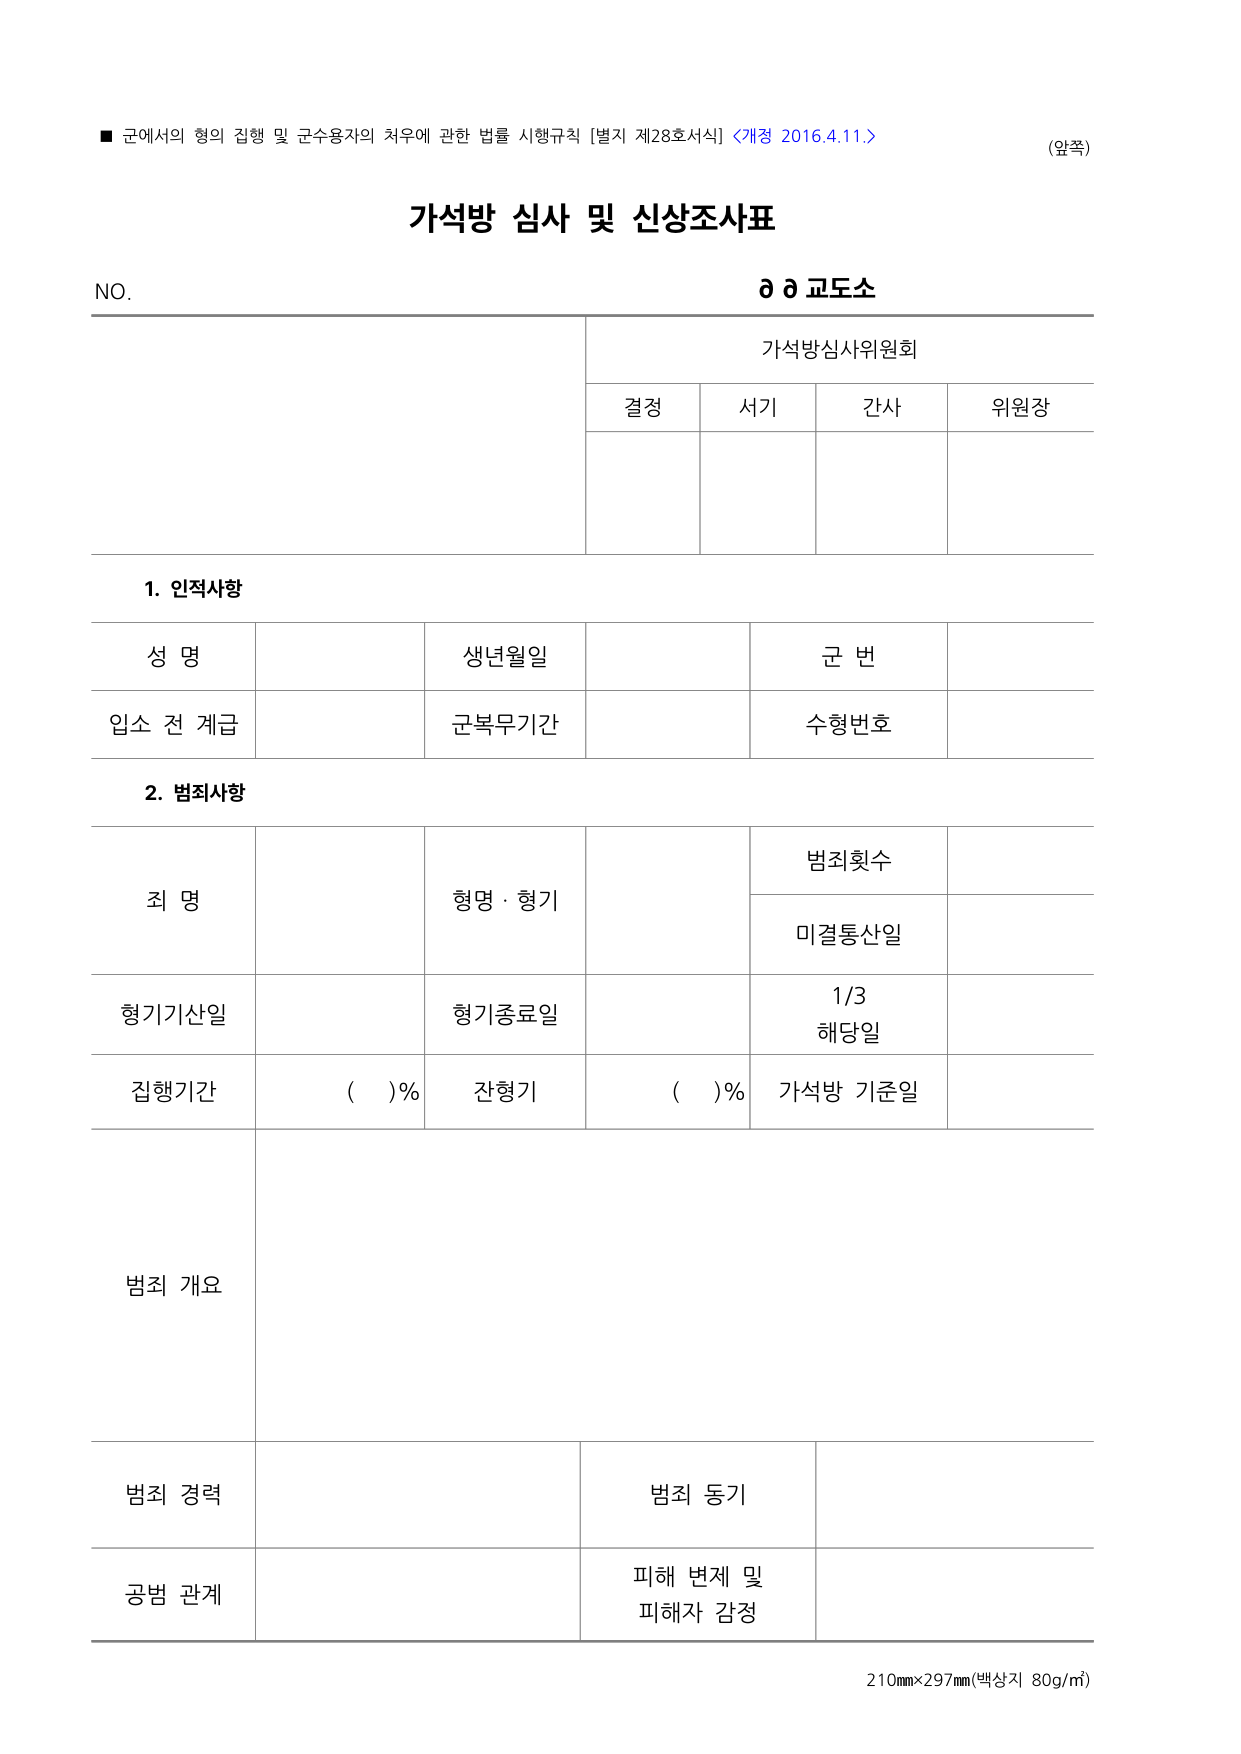 ■ 군에서의 형의 집행 및 군수용자의 처우에 관한 법률 시행규칙 [별지 제28호서식] <개정 2016.4.11.>
(앞쪽)
가석방 심사 및 신상조사표
NO.
∂ ∂ 교도소
가석방심사위원회
결정 서기 간사 위원장
1. 인적사항
성 명 생년월일 군 번
입소 전 계급 군복무기간 수형번호
2. 범죄사항
죄 명 형명 · 형기 범죄횟수
미결통산일
형기기산일 형기종료일 1/3
해당일
집행기간 ( )% 잔형기 ( )% 가석방 기준일
범죄 개요
범죄 경력 범죄 동기
공범 관계 피해 변제 및
피해자 감정
210㎜×297㎜(백상지 80g/㎡)